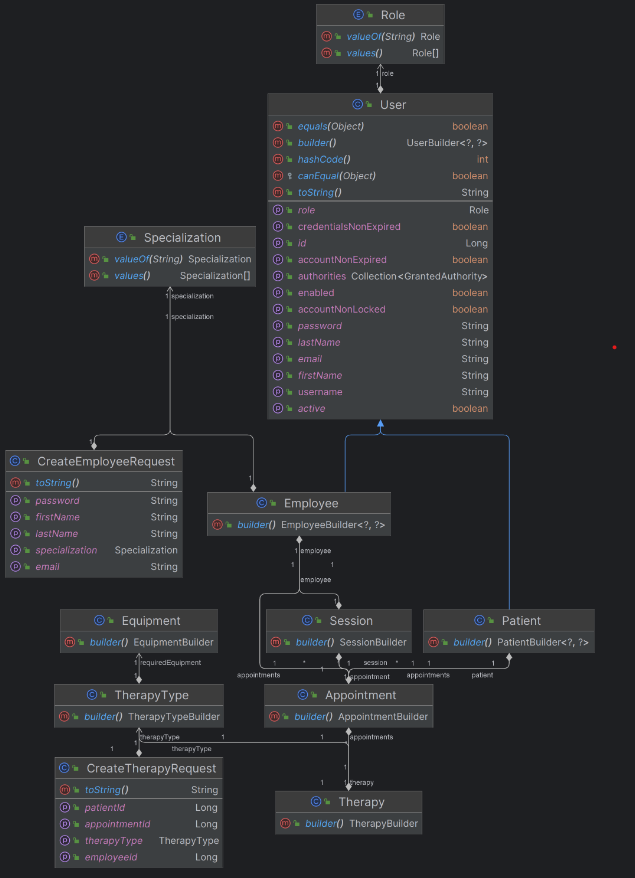 Role
valueOf(String) Role
values() Role[]
1 role
1
User
equals(Object) boolean
builder() UserBuilder<?, ?>
hashCode() int
canEqual(Object) boolean
toString() String
role Role
credentialsNonExpired boolean
id Long
accountNonExpired boolean
authorities Collection<GrantedAuthority>
enabled boolean
accountNonLocked boolean
password String
lastName String
email String
firstName String
username String
active boolean
Specialization
valueOf(String) Specialization
values() Specialization[]
1 specialization
1 specialization
1
1
CreateEmployeeRequest
toString() String
password String
firstName String
lastName String
specialization Specialization
email String
Employee
builder() EmployeeBuilder<?, ?>
1 employee
1 1
employee
1
Equipment
builder() EquipmentBuilder
Session
builder() SessionBuilder
Patient
builder() PatientBuilder<?, ?>
1 requiredEquipment
1
1 * 1 session * 1 1 1
appointments 1 appointment appointments patient
TherapyType
builder() TherapyTypeBuilder
Appointment
builder() AppointmentBuilder
therapyType 1 1 appointments
1 1 therapyType
1
CreateTherapyRequest
toString() String
patientId Long
appointmentId Long
therapyType TherapyType
employeeId Long
1 1 therapy
Therapy
builder() TherapyBuilder